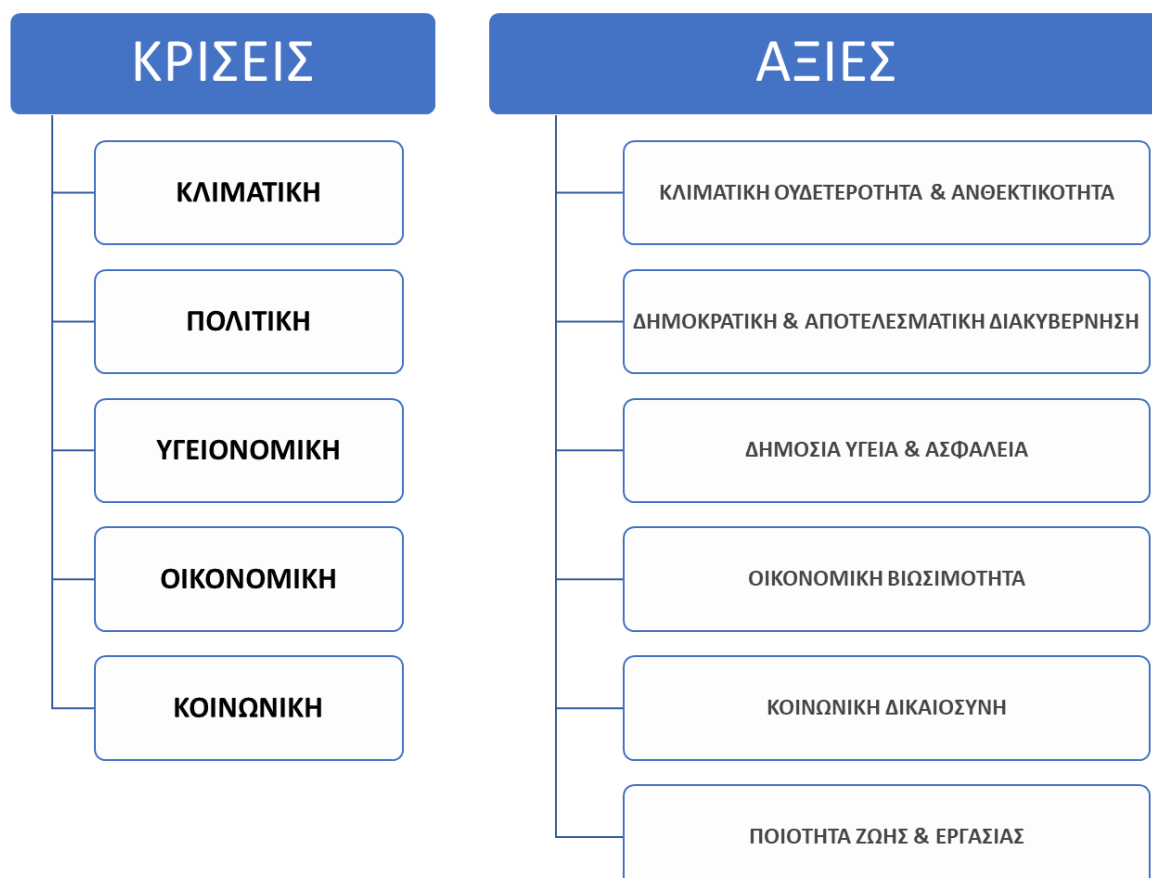 ΚΡΙΣΕΙΣ
ΚΛΙΜΑΤΙΚΗ
ΠΟΛΙΤΙΚΗ
ΥΓΕΙΟΝΟΜΙΚΗ
ΟΙΚΟΝΟΜΙΚΗ
ΚΟΙΝΩΝΙΚΗ
ΑΞΙΕΣ
ΚΛΙΜΑΤΙΚΗ ΟΥΔΕΤΕΡΟΤΗΤΑ & ΑΝΘΕΚΤΙΚΟΤΗΤΑ
ΔΗΜΟΚΡΑΤΙΚΗ & ΑΠΟΤΕΛΕΣΜΑΤΙΚΗ ΔΙΑΚΥΒΕΡΝΗΣΗ
ΔΗΜΟΣΙΑ ΥΓΕΙΑ & ΑΣΦΑΛΕΙΑ
ΟΙΚΟΝΟΜΙΚΗ ΒΙΩΣΙΜΟΤΗΤΑ
ΚΟΙΝΩΝΙΚΗ ΔΙΚΑΙΟΣΥΝΗ
ΠΟΙΟΤΗΤΑ ΖΩΗΣ & ΕΡΓΑΣΙΑΣ